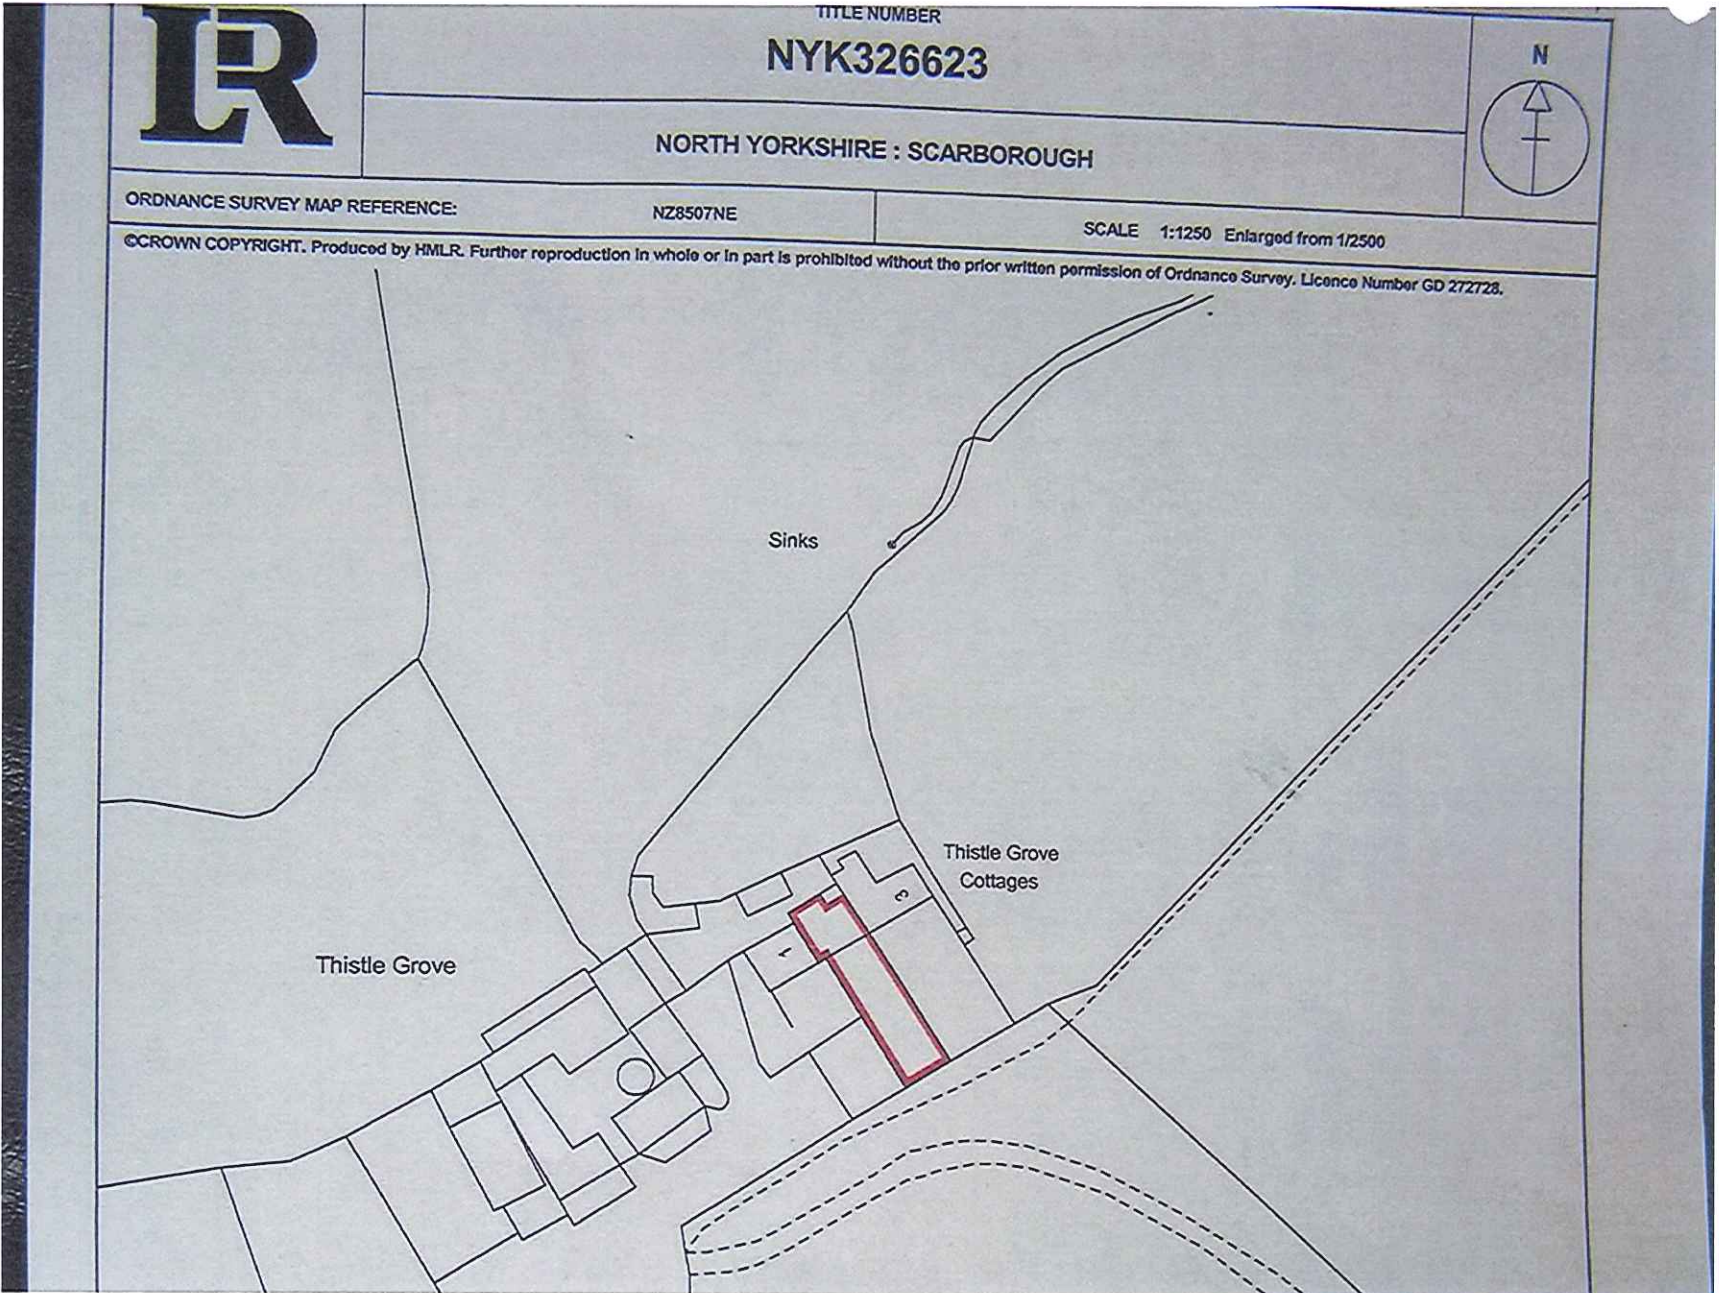 LR
TITLE NUMBER
NYK326623
N
NORTH YORKSHIRE : SCARBOROUGH
ORDNANCE SURVEY MAP REFERENCE:
NZ8507NE
SCALE 1:1250 Enlarged from 1/2500
©CROWN COPYRIGHT. Produced by HMLR. Further reproduction in whole or in part is prohibited without the prior written permission of Ordnance Survey. Licence Number GD 272728.
Sinks
Thistle Grove
Cottages
3
1
Thistle Grove